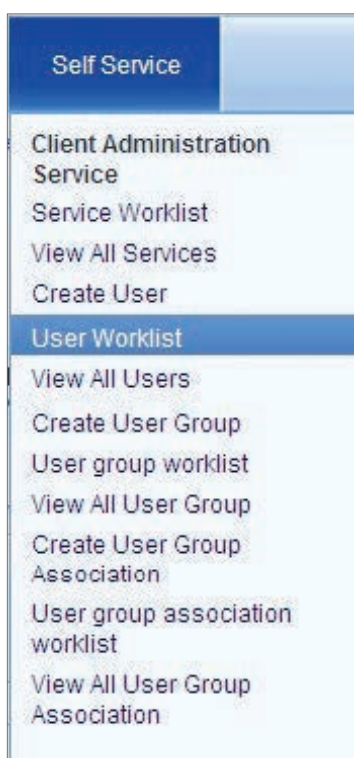 Self Service
Client Administration
Service
Service Worklist
View All Services
Create User
User Worklist
View All Users
Create User Group
User group worklist
View All User Group
Create User Group
Association
User group association
worklist
View All User Group
Association